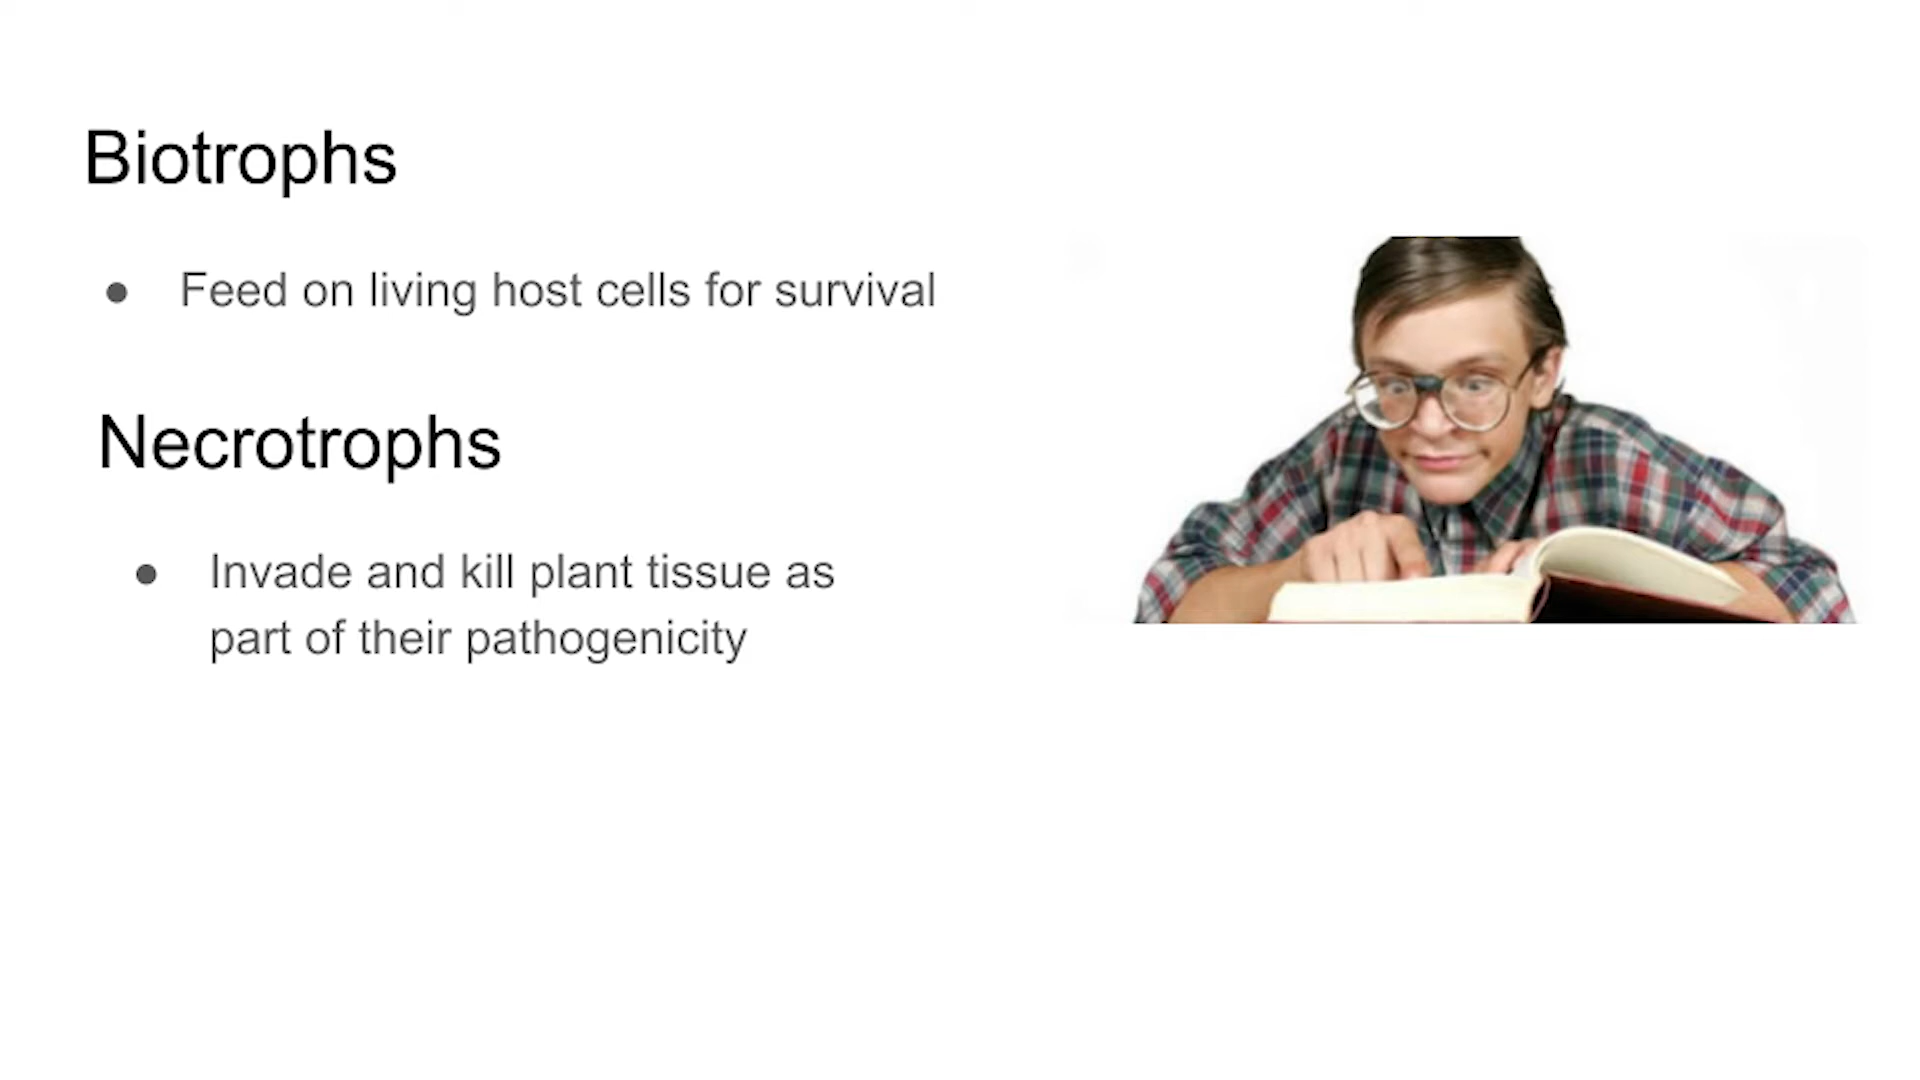 Biotrophs
● Feed on living host cells for survival
Necrotrophs
● Invade and kill plant tissue as
part of their pathogenicity